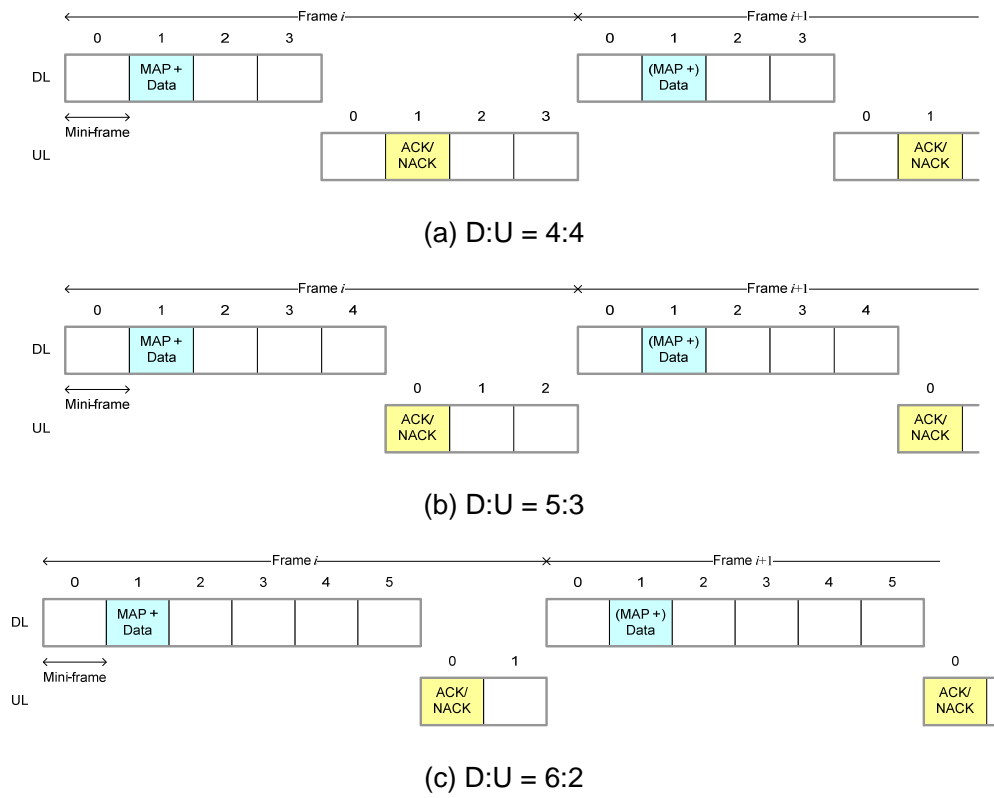 Frame i Frame i+1
0 1 2 3 0 1 2 3
DL MAP + Data (MAP +) Data
Mini-frame
0 1 2 3 0 1
UL ACK/ NACK ACK/ NACK
(a) D:U = 4:4
Frame i Frame i+1
0 1 2 3 4 0 1 2 3 4
DL MAP + Data (MAP +) Data
Mini-frame
0 1 2 0
UL ACK/ NACK ACK/ NACK
(b) D:U = 5:3
Frame i Frame i+1
0 1 2 3 4 5 0 1 2 3 4 5
DL MAP + Data (MAP +) Data
Mini-frame
0 1 0
UL ACK/ NACK ACK/ NACK
(c) D:U = 6:2